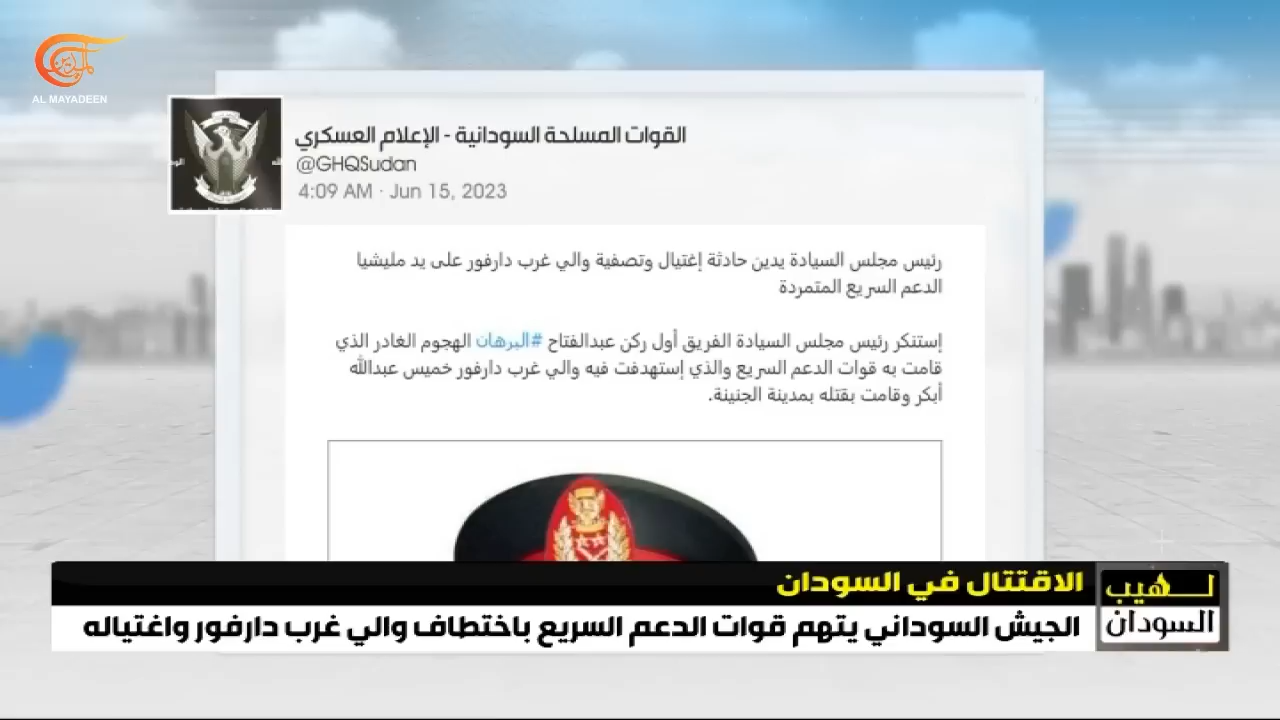 AL MAYADEEN
القوات المسلحة السودانية - الإعلام العسكري
@GHQSudan
4:09 AM · Jun 15, 2023
رئيس مجلس السيادة يدين حادثة إغتيال وتصفية والي غرب دارفور على يد مليشيا
الدعم السريع المتمردة
إستنكر رئيس مجلس السيادة الفريق أول ركن عبدالفتاح #البرهان الهجوم الغادر الذي
قامت به قوات الدعم السريع والذي إستهدفت فيه والي غرب دارفور خميس عبدالله
أبكر وقامت بقتله بمدينة الجنينة.
الاقتتال في السودان
الجيش السوداني يتهم قوات الدعم السريع باختطاف والي غرب دارفور واغتياله
لهيب
السودان